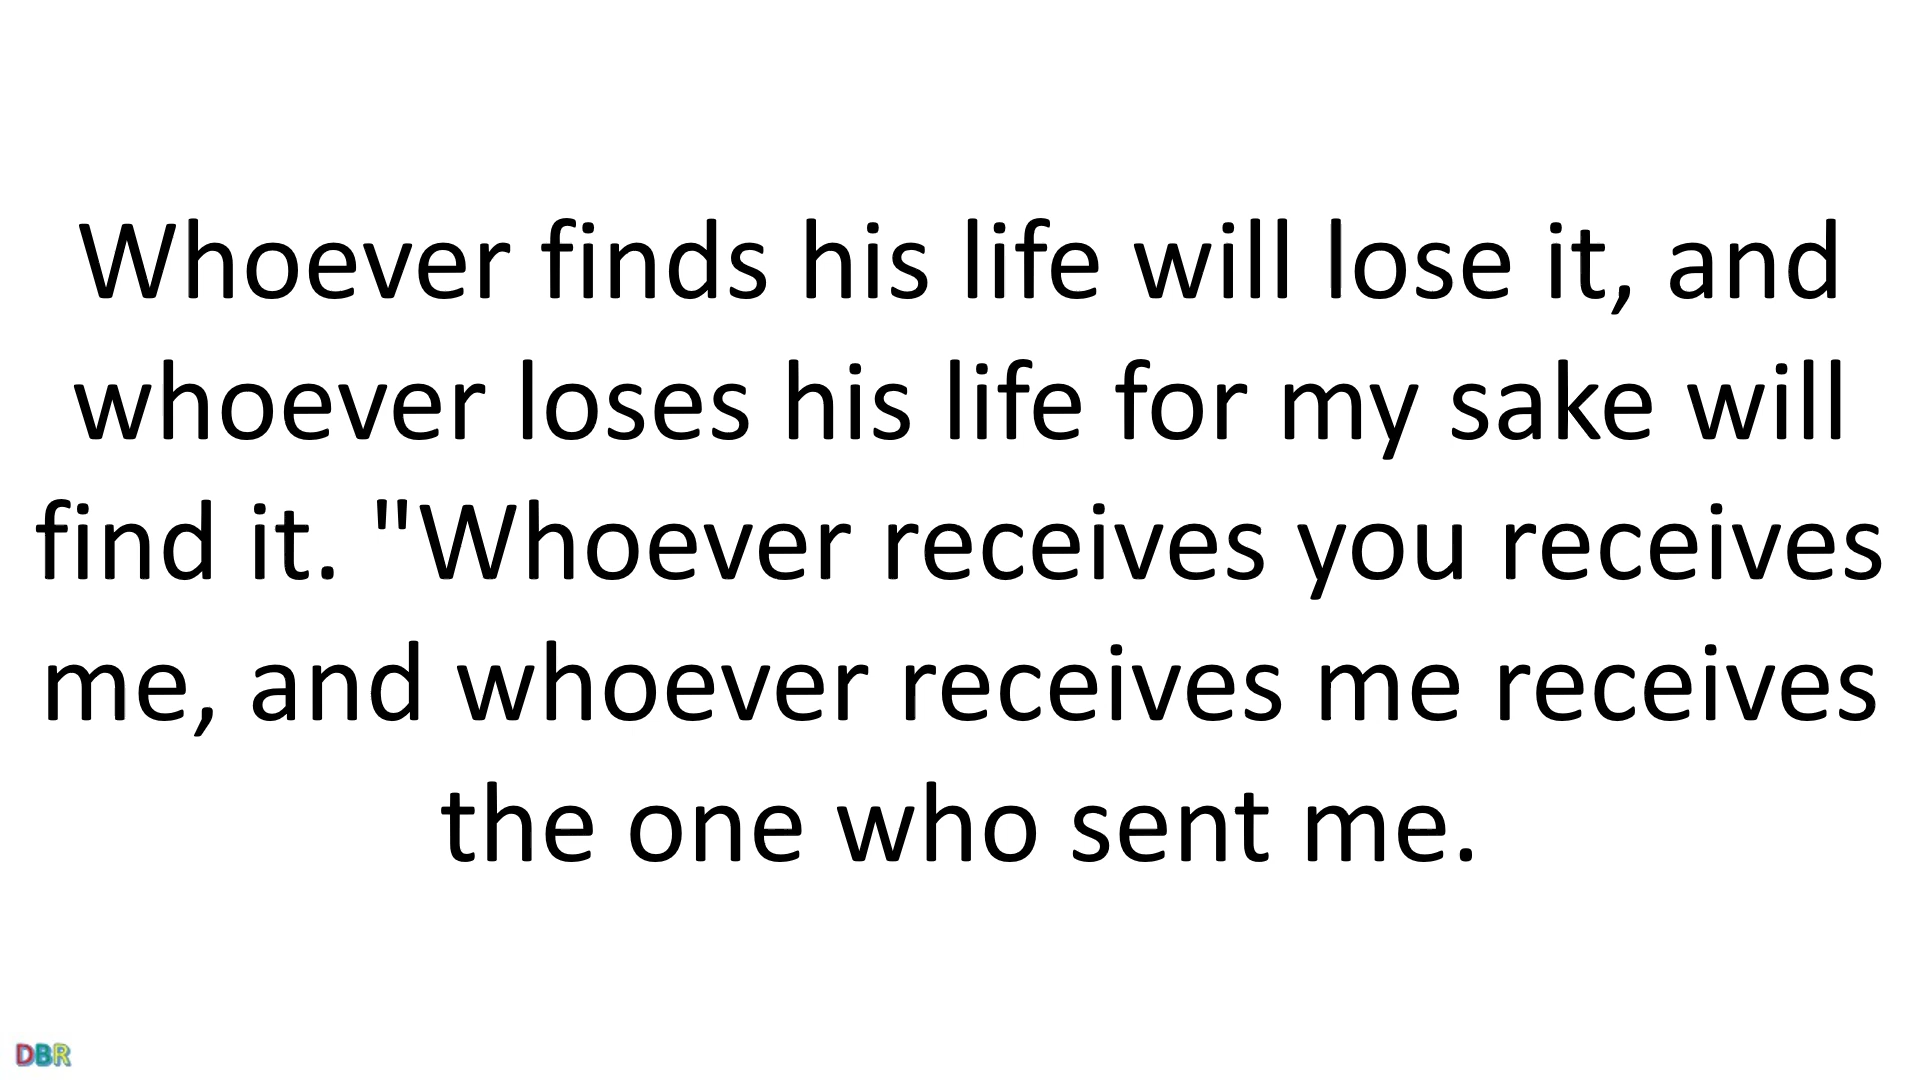 Whoever finds his life will lose it, and
whoever loses his life for my sake will
find it. "Whoever receives you receives
me, and whoever receives me receives
the one who sent me.
DBR